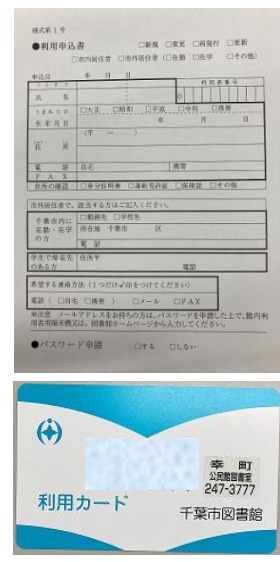 様式第1号
●利用申込書 □新規 □変更 □再発行 □更新
□市内居住者 □市外居住者(□在勤 □在学 □その他)
申込日 年 月 日
利用者番号
氏 名
うまれた □大正 □昭和 □平成 □令和 □西暦
生年月日 年 月 日
(〒 ー )
住 所
電 話 自宅 携帯
F A X
住所の確認 □身分証明書 □運転免許証 □保険証 □その他
市外居住者で、該当する方はご記入ください。
千葉市内に □勤務先 □学校名
在勤・在学 所在地 千葉市 区
の方 電 話
学生で帰省先 住所〒
のある方 電話
希望する連絡方法(1つだけ✓印をつけてください)
電話(□自宅 □携帯) □メール □FAX
※注意 メールアドレスをお持ちの方は、パスワードを申請した上で、館内利
用者用端末機又は、図書館ホームページから入力してください。
●パスワード申請 □する □しない
幸 町
公民館図書室
247-3777
利用カード
千葉市図書館